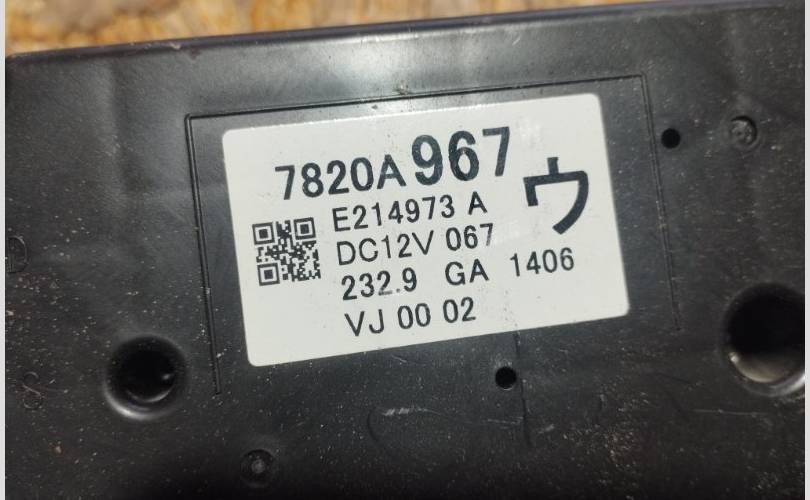 7820A967
ウ
E214973 A
DC12V 067
232.9 GA 1406
VJ 00 02